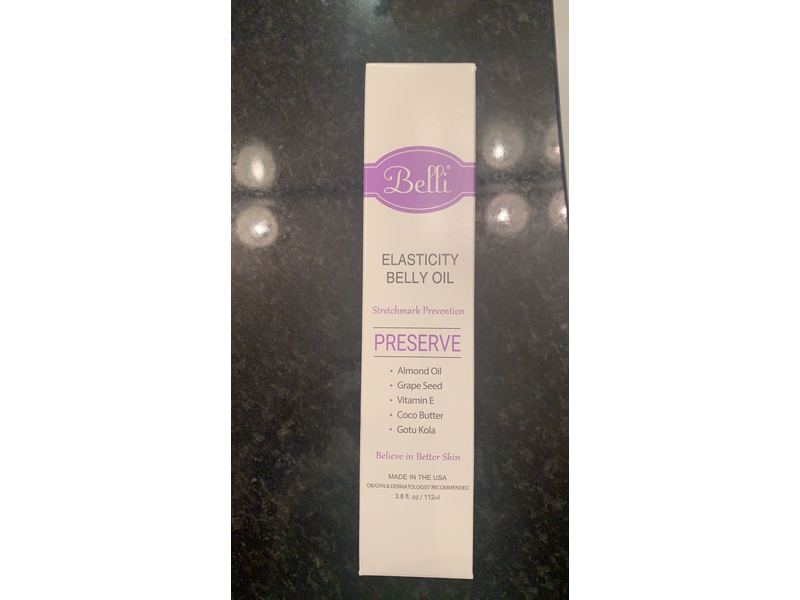 Belli®
ELASTICITY
BELLY OIL
Stretchmark Prevention
PRESERVE
• Almond Oil
• Grape Seed
• Vitamin E
• Coco Butter
• Gotu Kola
Believe in Better Skin
MADE IN THE USA
OB/GYN & DERMATOLOGIST RECOMMENDED
3.8 fl. oz./ 112ml